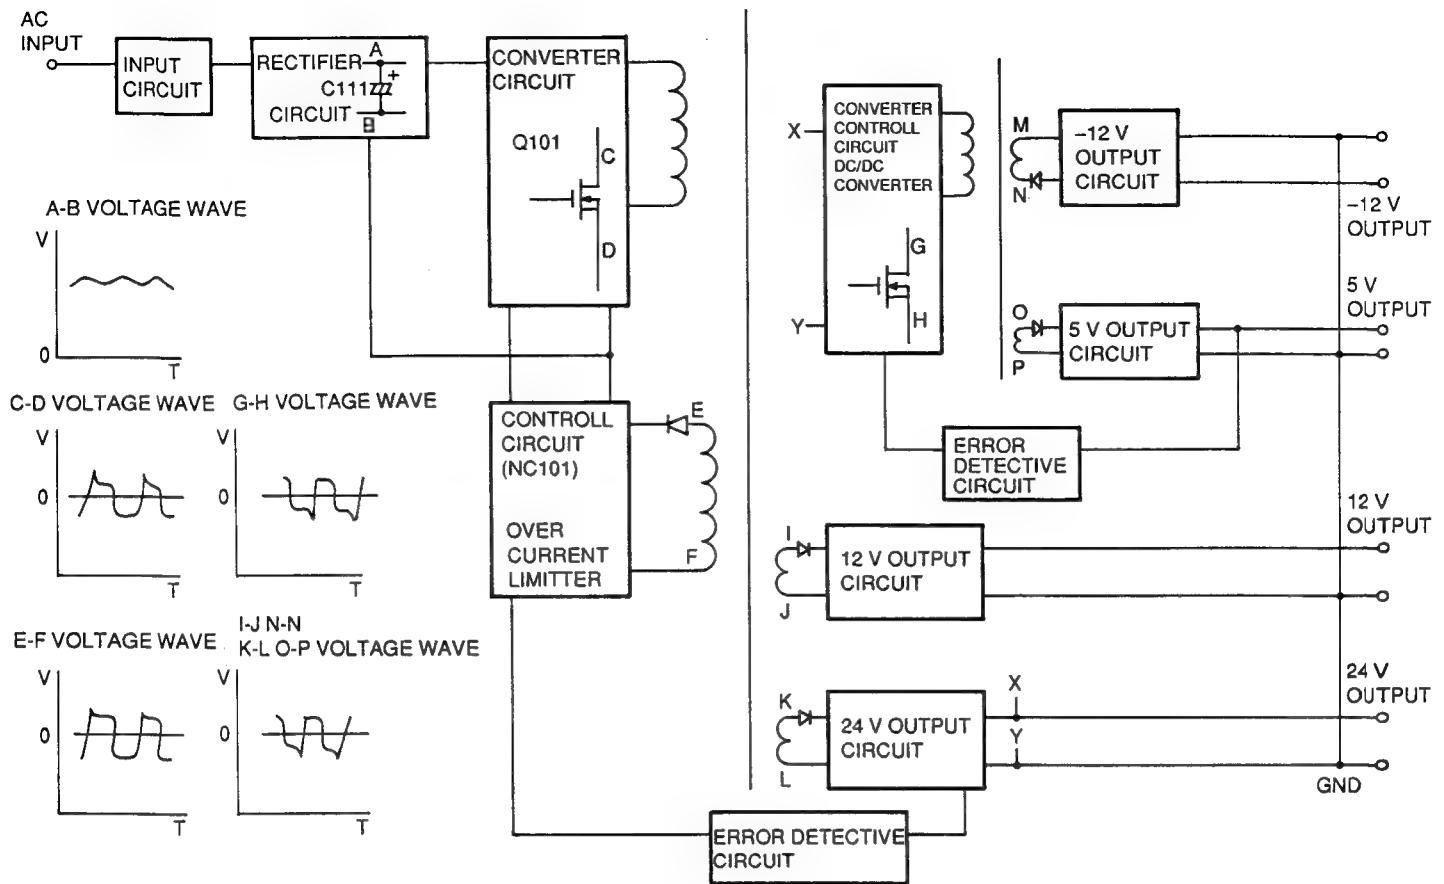 AC
INPUT
INPUT
CIRCUIT
RECTIFIER
A
+
C111
CIRCUIT
B
CONVERTER
CIRCUIT
Q101
C
D
CONVERTER
CONTROLL
CIRCUIT
DC/DC
CONVERTER
X
Y
G
H
M
N
-12 V
OUTPUT
CIRCUIT
-12 V
OUTPUT
5 V
OUTPUT
O
P
5 V OUTPUT
CIRCUIT
ERROR
DETECTIVE
CIRCUIT
A-B VOLTAGE WAVE
V
0
T
C-D VOLTAGE WAVE
V
0
T
G-H VOLTAGE WAVE
V
0
T
CONTROLL
CIRCUIT
(NC101)
OVER
CURRENT
LIMITTER
E
F
I
J
12 V OUTPUT
CIRCUIT
12 V
OUTPUT
E-F VOLTAGE WAVE
V
0
T
I-J N-N
K-L O-P VOLTAGE WAVE
V
0
T
K
L
24 V OUTPUT
CIRCUIT
X
Y
24 V
OUTPUT
GND
ERROR DETECTIVE
CIRCUIT